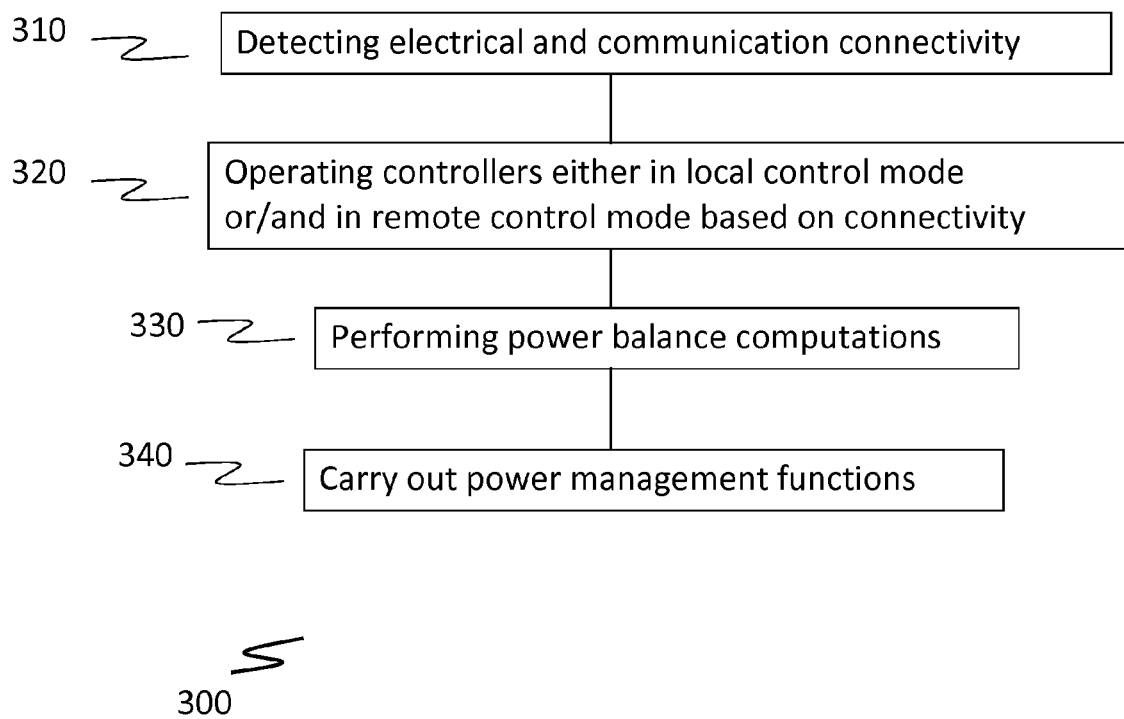 310
Detecting electrical and communication connectivity
320
Operating controllers either in local control mode
or/and in remote control mode based on connectivity
330
Performing power balance computations
340
Carry out power management functions
300